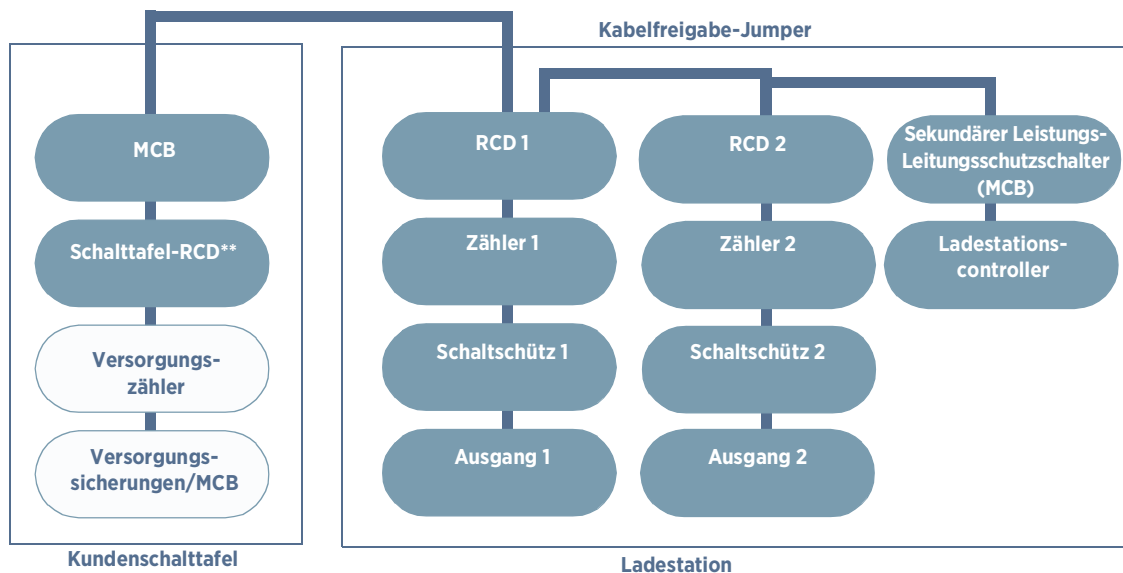 Kabelfreigabe-Jumper
MCB
Schalttafel-RCD**
Versorgungs-
zähler
Versorgungs-
sicherungen/MCB
Kundenschalttafel
RCD 1
Zähler 1
Schaltschütz 1
Ausgang 1
RCD 2
Zähler 2
Schaltschütz 2
Ausgang 2
Sekundärer Leistungs-
Leitungsschutzschalter
(MCB)
Ladestations-
controller
Ladestation